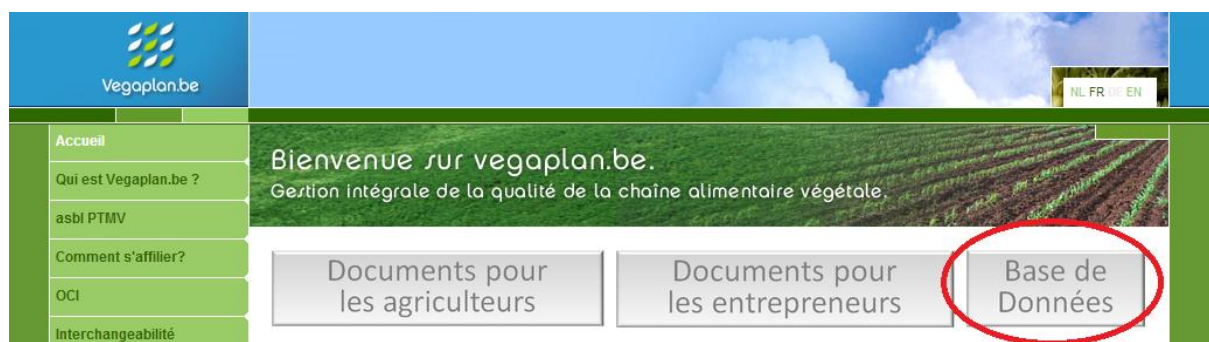 Vegaplan.be
NL FR DE EN
Accueil
Qui est Vegaplan.be ?
asbl PTMV
Comment s'affilier?
OCI
Interchangeabilité
Bienvenue sur vegaplan.be.
Gestion intégrale de la qualité de la chaîne alimentaire végétale.
Documents pour
les agriculteurs
Documents pour
les entrepreneurs
Base de
Données